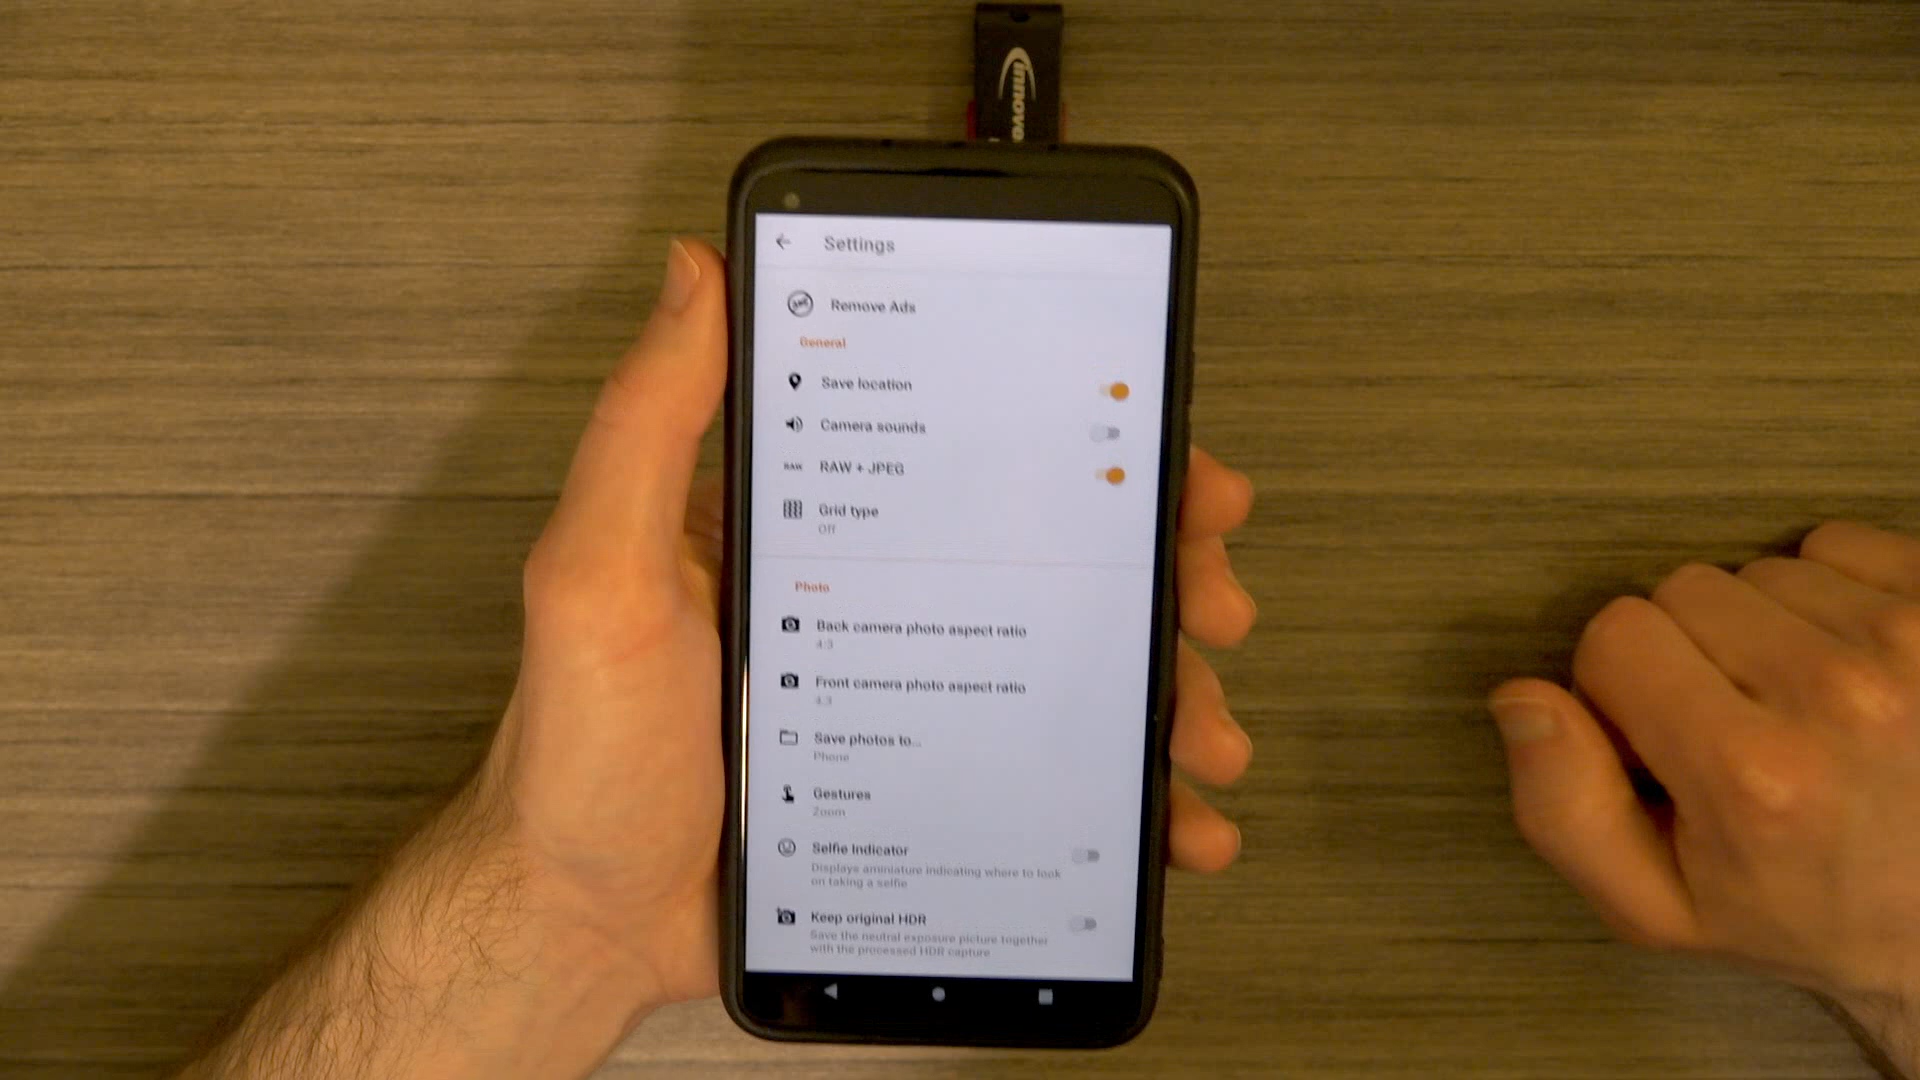 innove
Settings
Remove Ads
General
Save location
Camera sounds
RAW
RAW + JPEG
Grid type
Off
Photo
Back camera photo aspect ratio
4:3
Front camera photo aspect ratio
4:3
Save photos to...
Phone
Gestures
Zoom
Selfie Indicator
Displays aminiature indicating where to look
on taking a selfie
Keep original HDR
Save the neutral exposure picture together
with the processed HDR capture